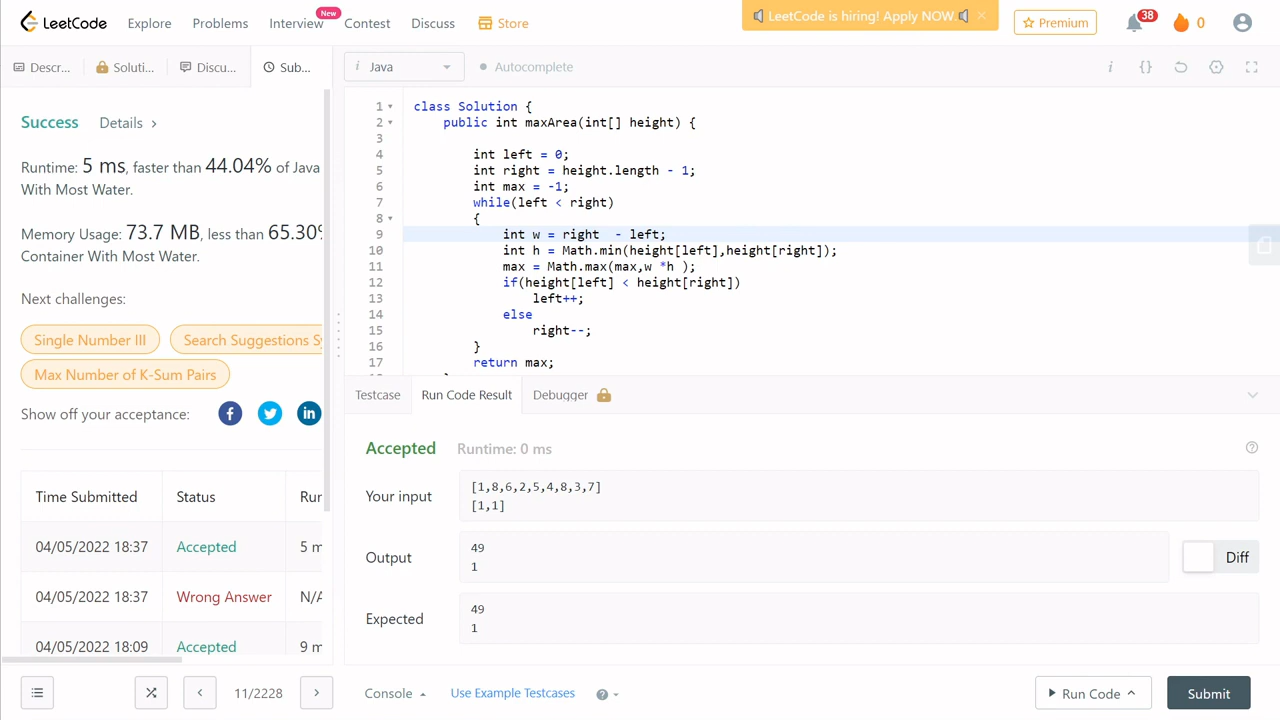 LeetCode Explore Problems Interview New Contest Discuss Store LeetCode is hiring! Apply NOW. × Premium 38 0
Descr... Soluti... Discu... Sub... i Java Autocomplete i {}
Success Details >
Runtime: 5 ms, faster than 44.04% of Java
With Most Water.
Memory Usage: 73.7 MB, less than 65.30%
Container With Most Water.
Next challenges:
Single Number III Search Suggestions Sy
Max Number of K-Sum Pairs
Show off your acceptance:
Time Submitted Status Run
04/05/2022 18:37 Accepted 5 m
04/05/2022 18:37 Wrong Answer N/A
04/05/2022 18:09 Accepted 9 m
11/2228
1 class Solution {
2 public int maxArea(int[] height) {
3
4 int left = 0;
5 int right = height.length - 1;
6 int max = -1;
7 while(left < right)
8 {
9 int w = right  - left;
10 int h = Math.min(height[left],height[right]);
11 max = Math.max(max,w *h );
12 if(height[left] < height[right])
13 left++;
14 else
15 right--;
16 }
17 return max;
Testcase Run Code Result Debugger
Accepted Runtime: 0 ms
Your input [1,8,6,2,5,4,8,3,7]
[1,1]
Output 49
1
Diff
Expected 49
1
Console Use Example Testcases Run Code Submit